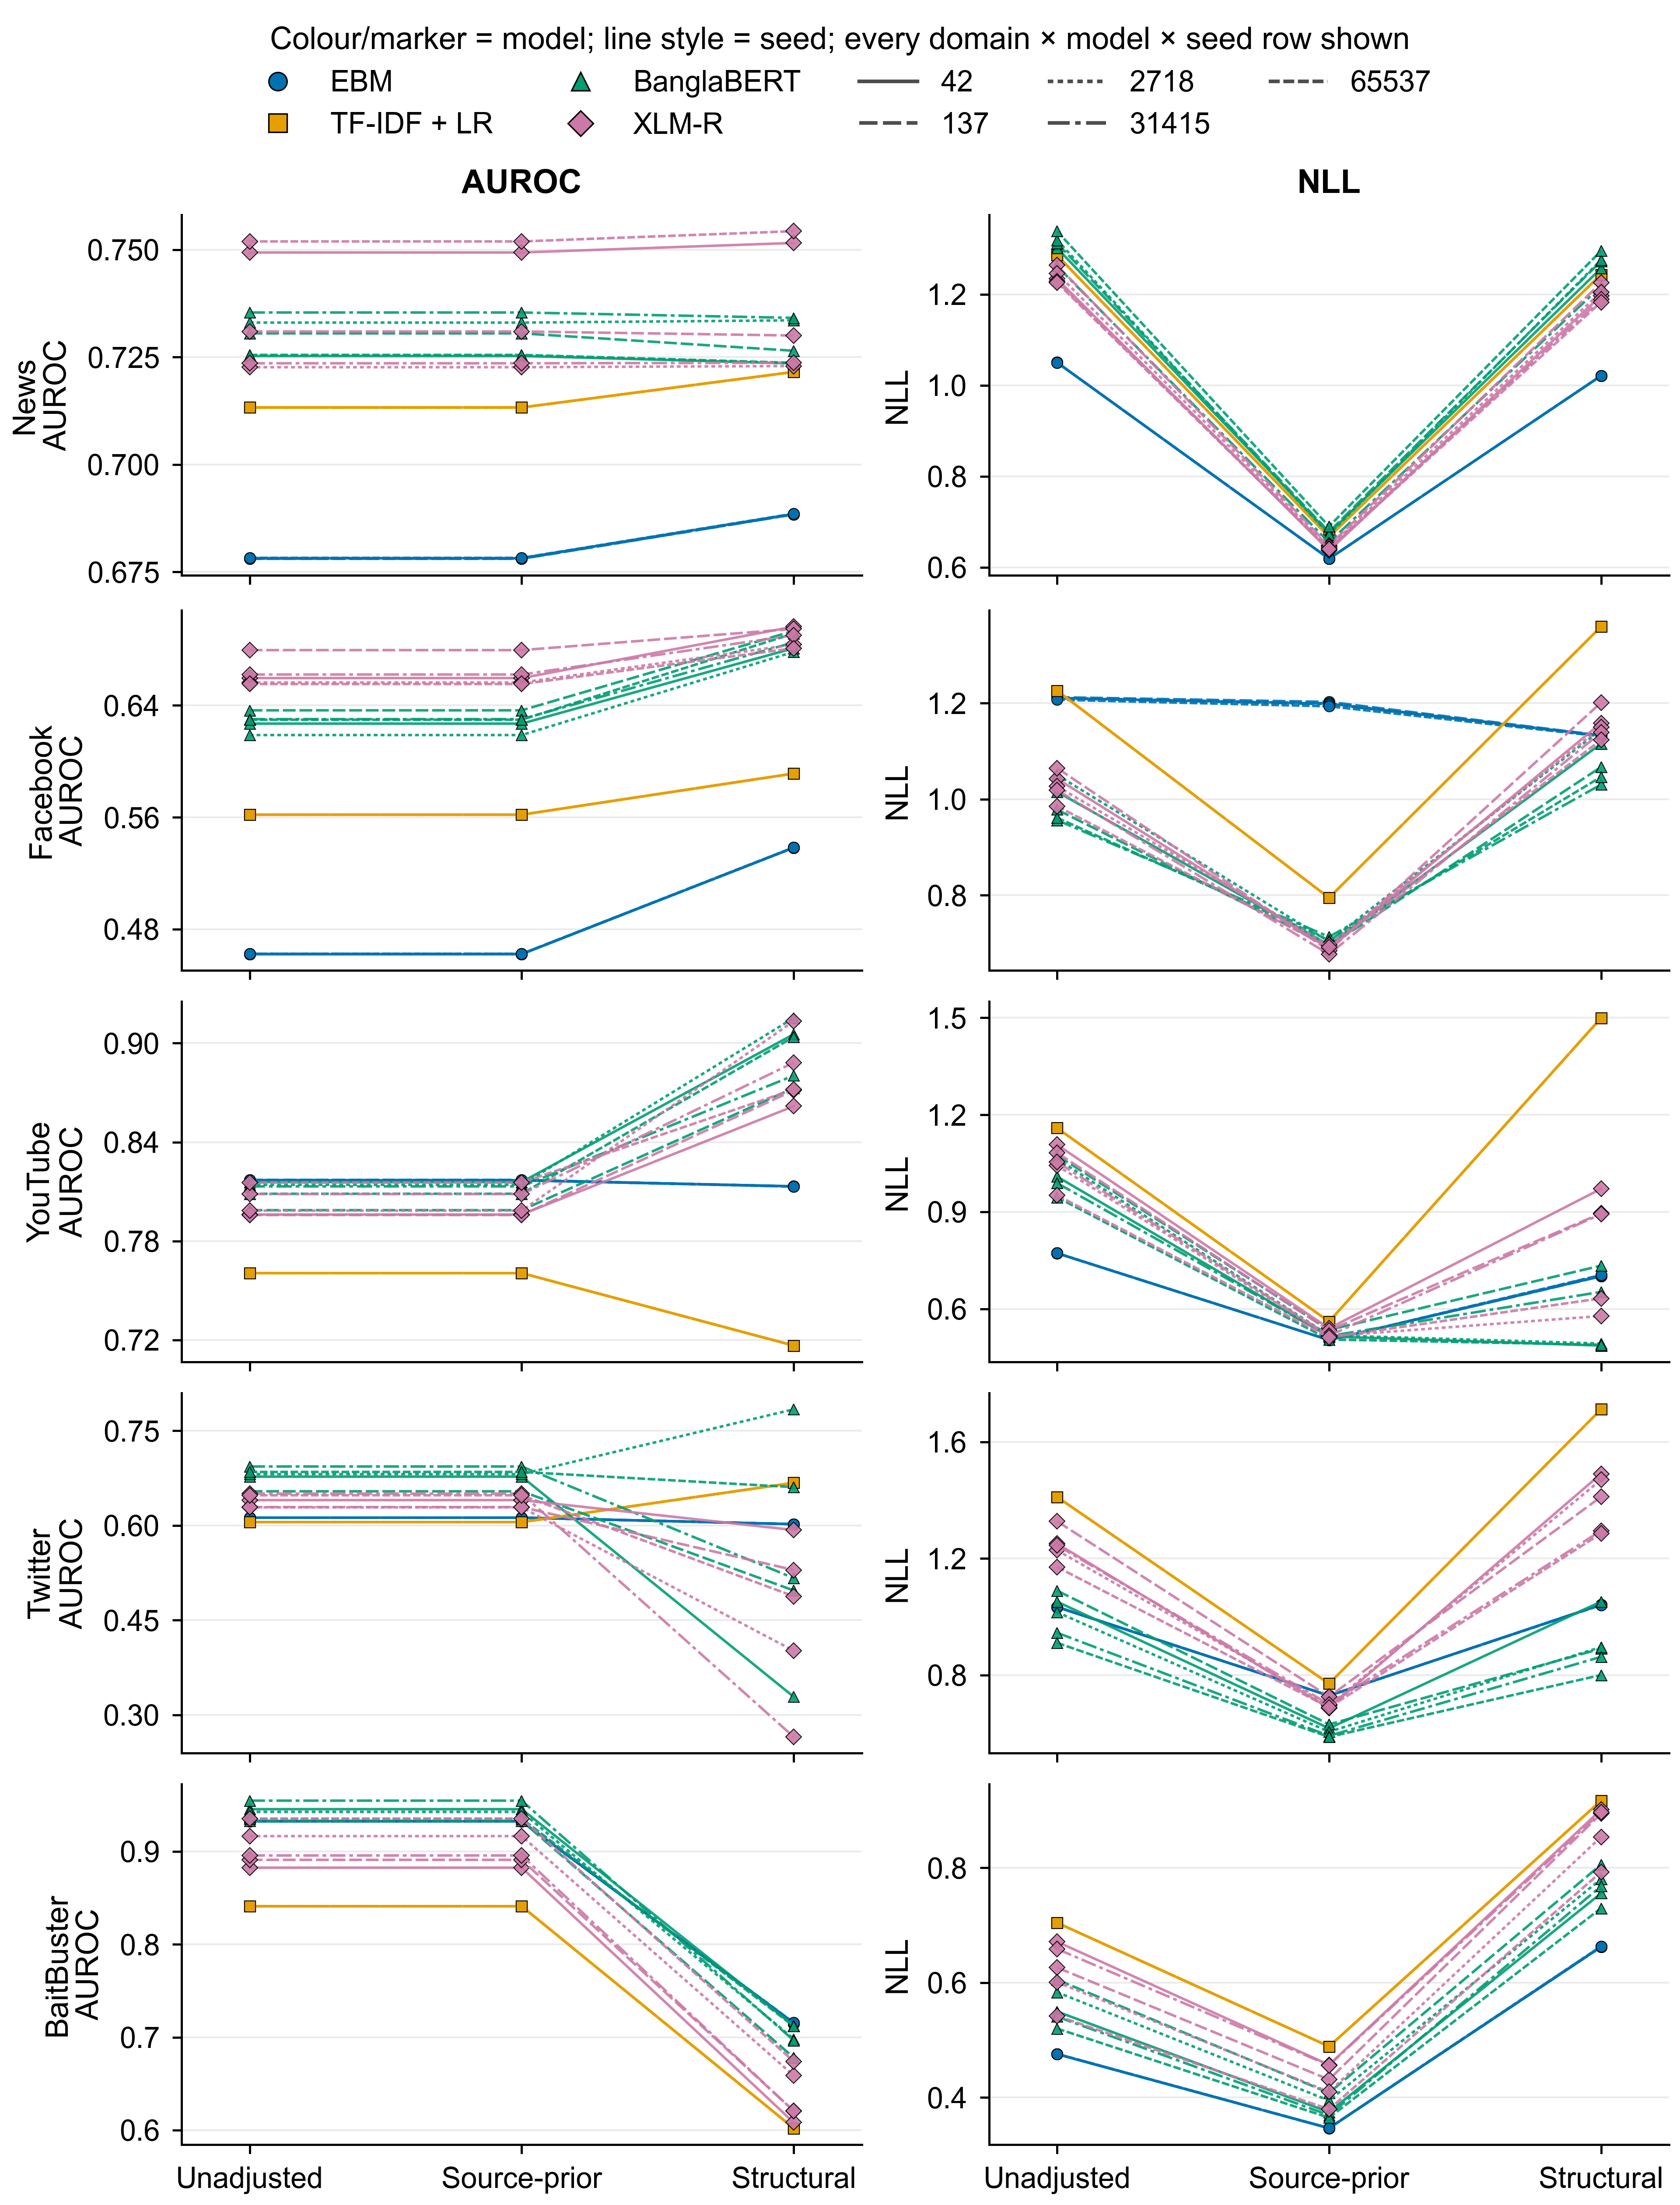 Colour/marker = model; line style = seed; every domain × model × seed row shown
EBM
BanglaBERT
42
2718
65537
TF-IDF + LR
XLM-R
137
31415
AUROC
NLL
News
AUROC
0.750
0.725
0.700
0.675
NLL
1.2
1.0
0.8
0.6
Facebook
AUROC
0.64
0.56
0.48
NLL
1.2
1.0
0.8
YouTube
AUROC
0.90
0.84
0.78
0.72
NLL
1.5
1.2
0.9
0.6
Twitter
AUROC
0.75
0.60
0.45
0.30
NLL
1.6
1.2
0.8
BaitBuster
AUROC
0.9
0.8
0.7
0.6
NLL
0.8
0.6
0.4
Unadjusted
Source-prior
Structural
Unadjusted
Source-prior
Structural